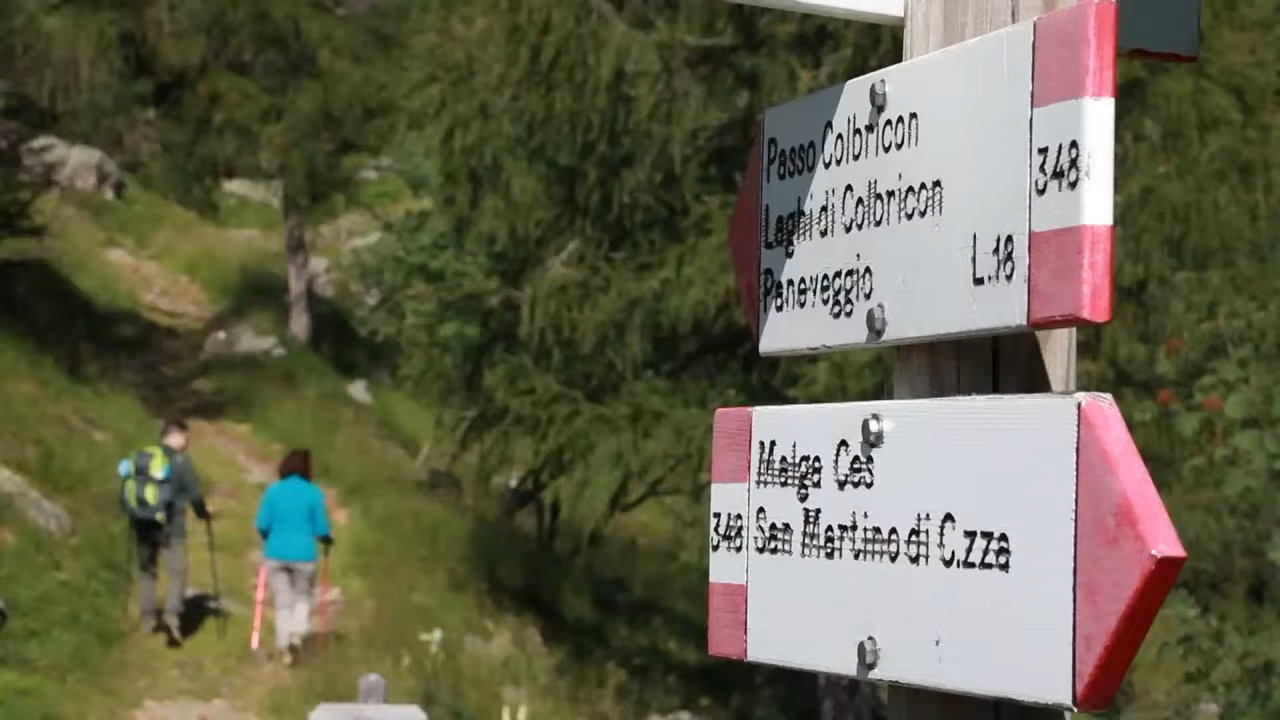 Passo Colbricon
Laghi di Colbricon
Paneveggio
L.18
348
Malga Ces
348
San Martino di C.zza